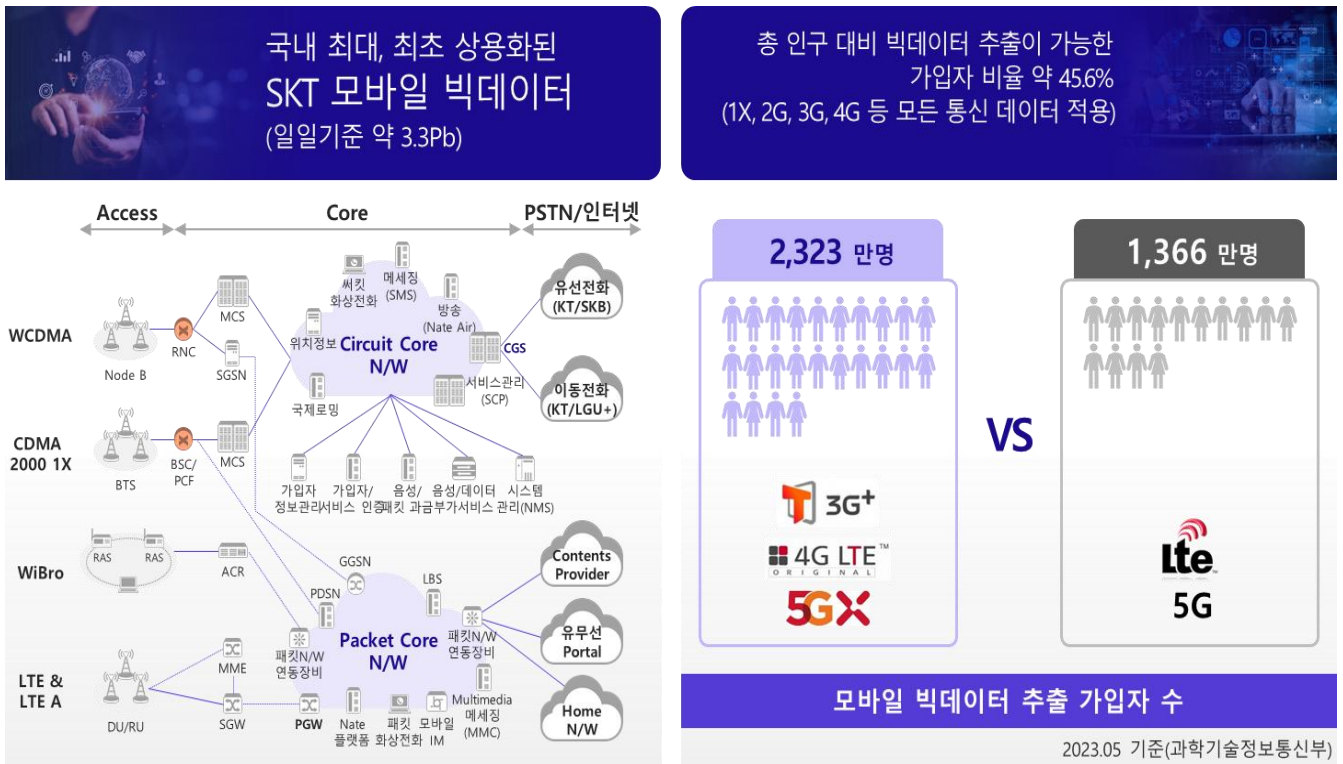 국내 최대, 최초 상용화된
SKT 모바일 빅데이터
(일일기준 약 3.3Pb)
총 인구 대비 빅데이터 추출이 가능한
가입자 비율 약 45.6%
(1X, 2G, 3G, 4G 등 모든 통신 데이터 적용)
Access
Core
PSTN/인터넷
WCDMA
Node B
RNC
MCS
SGSN
써킷
화상전화
메세징
(SMS)
방송
(Nate Air)
위치정보
Circuit Core
N/W
CGS
국제로밍
서비스관리
(SCP)
유선전화
(KT/SKB)
이동전화
(KT/LGU+)
CDMA
2000 1X
BTS
BSC/
PCF
MCS
가입자
정보관리
가입자/
서비스 인증
음성/
패킷 과금
음성/데이터
부가서비스
시스템
관리(NMS)
WiBro
RAS
RAS
ACR
GGSN
PDSN
LBS
패킷N/W
연동장비
Packet Core
N/W
패킷N/W
연동장비
Contents
Provider
유무선
Portal
Home
N/W
LTE &
LTE A
DU/RU
MME
SGW
PGW
Nate
플랫폼
패킷
화상전화
모바일
IM
Multimedia
메세징
(MMC)
2,323 만명
T 3G+
4G LTE™
ORIGINAL
5GX
VS
1,366 만명
Lte
5G
모바일 빅데이터 추출 가입자 수
2023.05 기준(과학기술정보통신부)